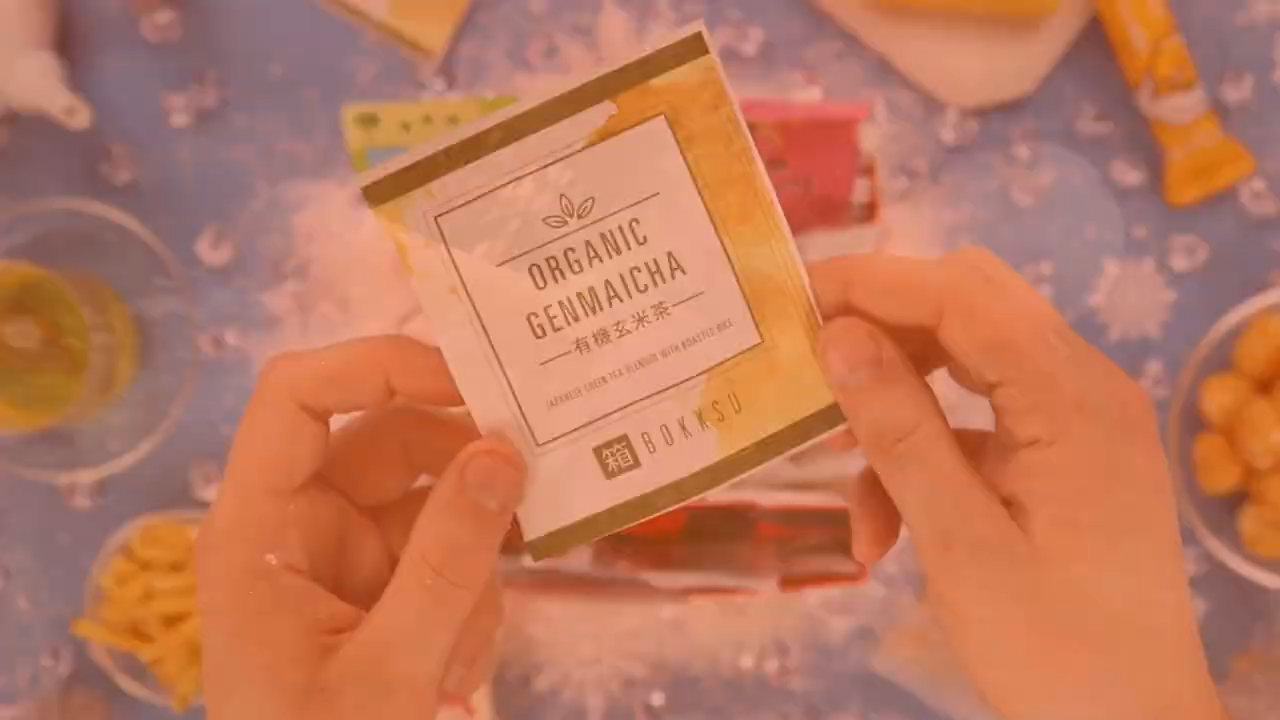 ORGANIC
GENMAICHA
有機玄米茶
JAPANESE GREEN TEA BLENDED WITH ROASTED RICE
箱 BOKKSU